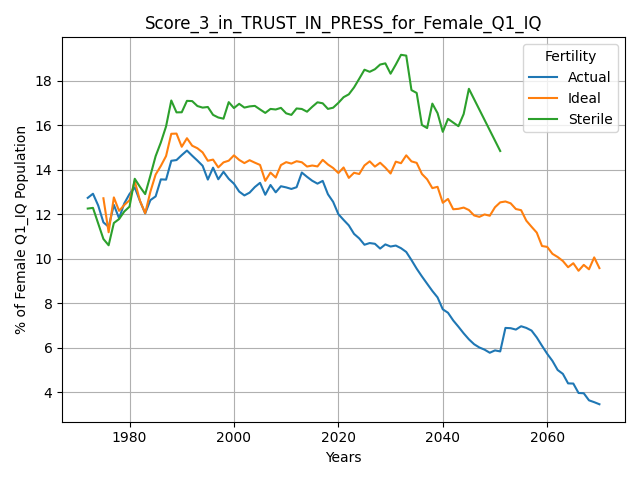 Score_3_in_TRUST_IN_PRESS_for_Female_Q1_IQ
Fertility
Actual
Ideal
Sterile
% of Female Q1_IQ Population
18
16
14
12
10
8
6
4
1980 2000 2020 2040 2060
Years